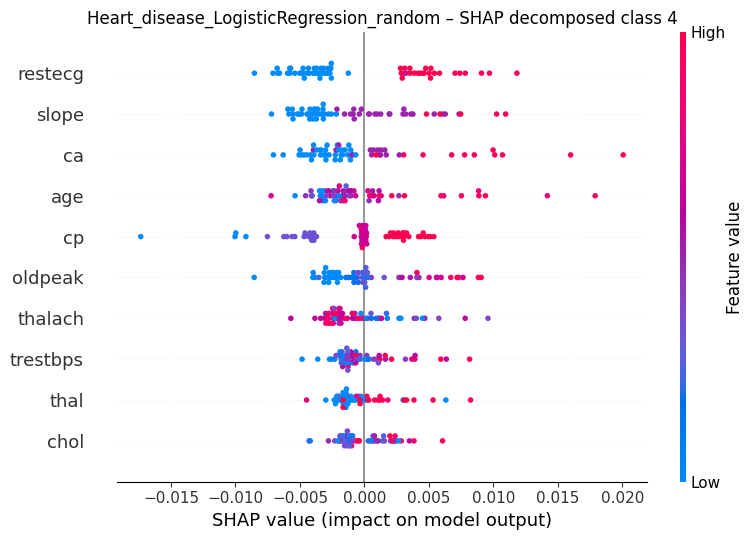 Heart_disease_LogisticRegression_random – SHAP decomposed class 4
High
restecg
slope
ca
age
cp
oldpeak
thalach
trestbps
thal
chol
Feature value
Low
−0.015 −0.010 −0.005 0.000 0.005 0.010 0.015 0.020
SHAP value (impact on model output)